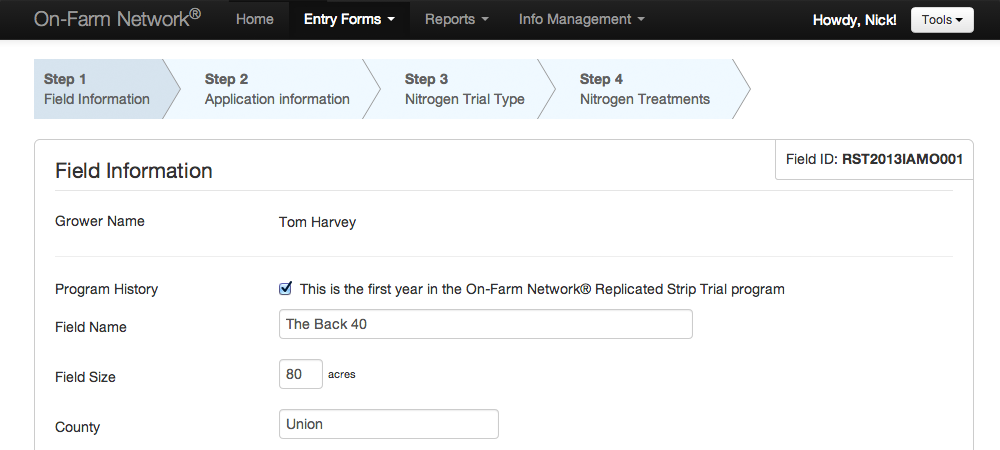 On-Farm Network® Home Entry Forms Reports Info Management Howdy, Nick! Tools
Step 1 Step 2 Step 3 Step 4
Field Information Application information Nitrogen Trial Type Nitrogen Treatments
Field ID: RST2013IAMO001
Field Information
Grower Name Tom Harvey
Program History This is the first year in the On-Farm Network® Replicated Strip Trial program
Field Name The Back 40
Field Size 80 acres
County Union